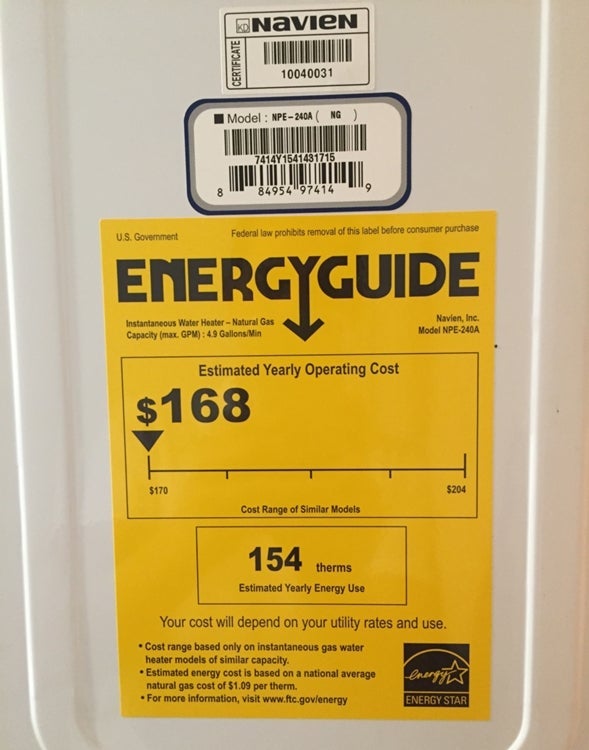 KD NAVIEN
CERTIFICATE
10040031
Model : NPE-240A ( NG )
7414Y1541431715
8 84954 97414 9
U.S. Government
Federal law prohibits removal of this label before consumer purchase
ENERGYGUIDE
Instantaneous Water Heater – Natural Gas
Capacity (max. GPM) : 4.9 Gallons/Min
Navien, Inc.
Model NPE-240A
Estimated Yearly Operating Cost
$168
$170
$204
Cost Range of Similar Models
154 therms
Estimated Yearly Energy Use
Your cost will depend on your utility rates and use.
• Cost range based only on instantaneous gas water
heater models of similar capacity.
• Estimated energy cost is based on a national average
natural gas cost of $1.09 per therm.
• For more information, visit www.ftc.gov/energy
energy
ENERGY STAR